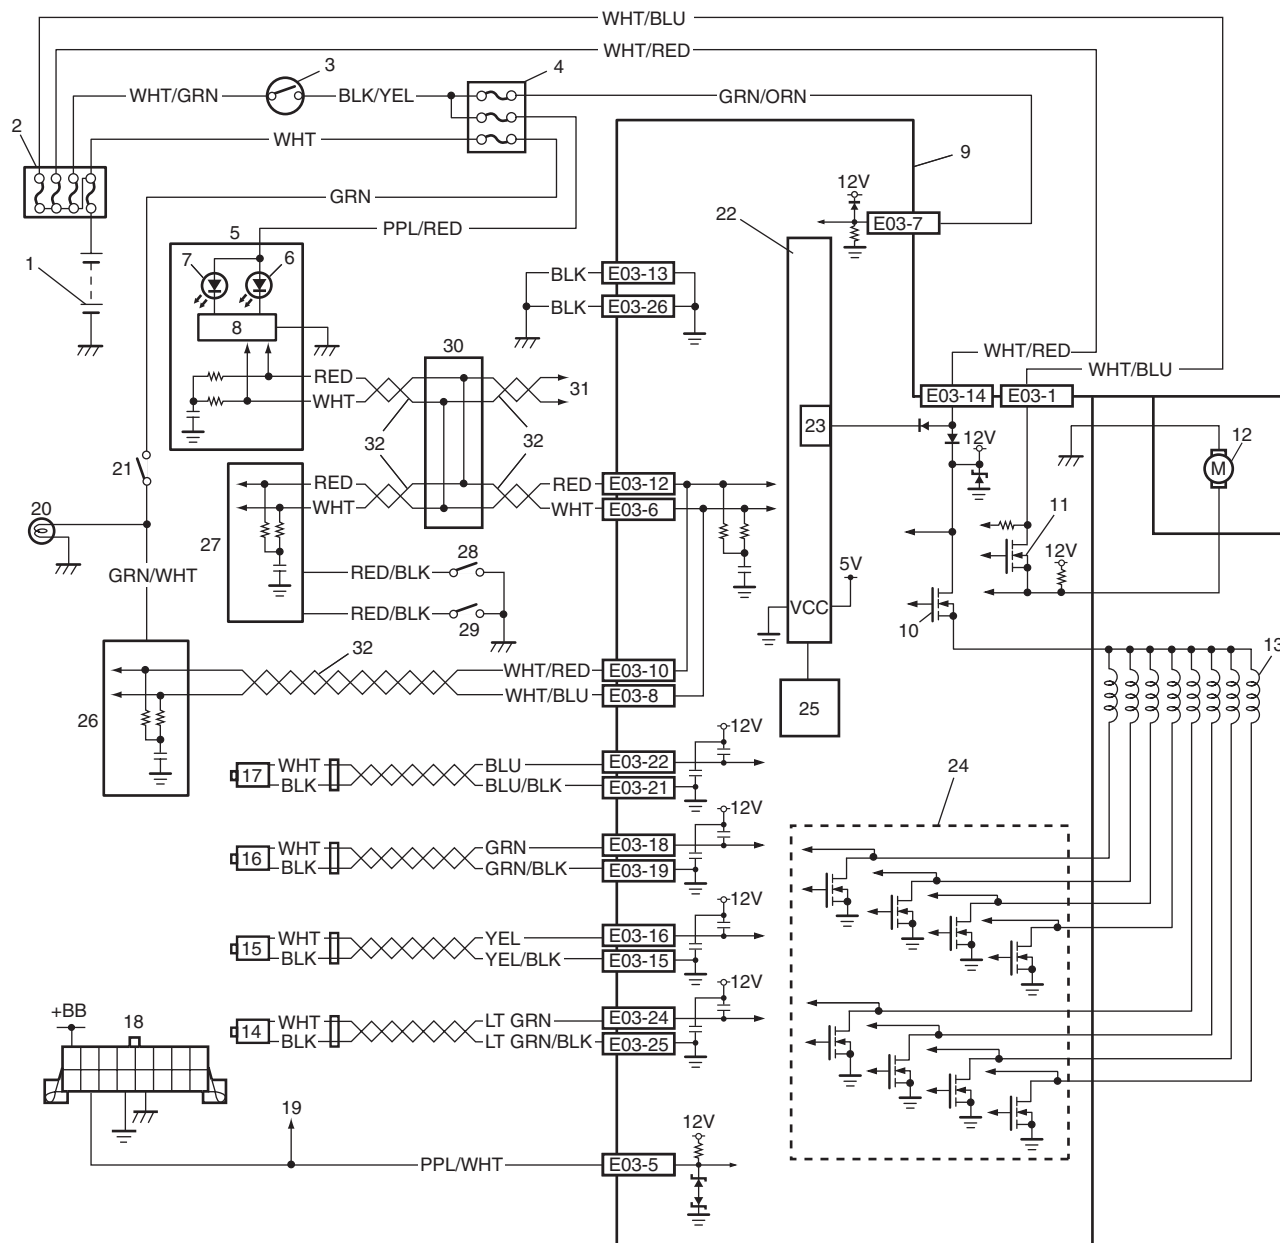 WHT/BLU
WHT/RED
3
4
WHT/GRN
BLK/YEL
GRN/ORN
2
WHT
9
12V
GRN
22
E03-7
PPL/RED
5
7
6
1
BLK
E03-13
BLK
E03-26
8
30
WHT/RED
WHT/BLU
RED
31
WHT
E03-14
E03-1
32
32
23
12V
12
21
M
RED
RED
E03-12
WHT
WHT
E03-6
20
11
27
28
12V
5V
GRN/WHT
RED/BLK
VCC
RED/BLK
29
10
32
13
WHT/RED
E03-10
WHT/BLU
E03-8
26
25
12V
17
WHT
BLU
E03-22
BLK
BLU/BLK
E03-21
24
12V
16
WHT
GRN
E03-18
BLK
GRN/BLK
E03-19
12V
15
WHT
YEL
E03-16
BLK
YEL/BLK
E03-15
12V
+BB
18
14
WHT
LT GRN
E03-24
BLK
LT GRN/BLK
E03-25
19
12V
PPL/WHT
E03-5